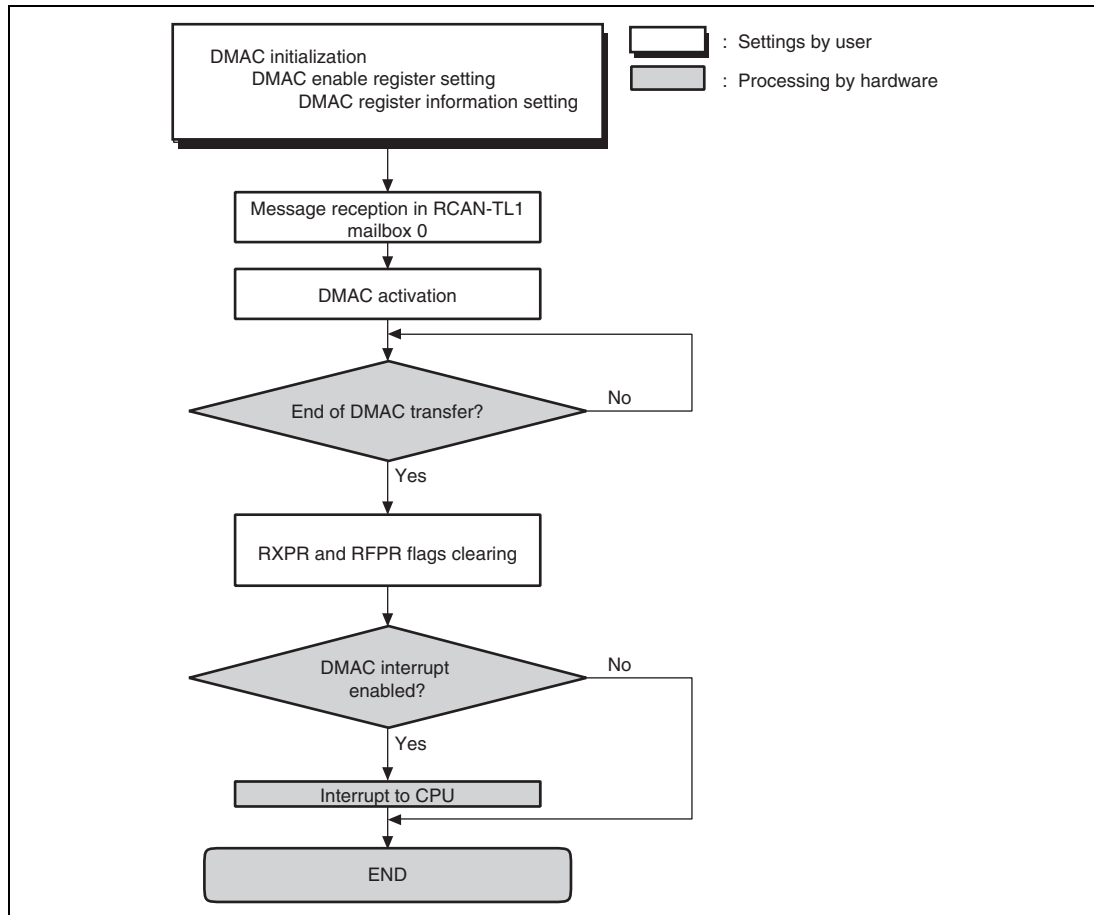 DMAC initialization
DMAC enable register setting
DMAC register information setting
: Settings by user
: Processing by hardware
Message reception in RCAN-TL1
mailbox 0
DMAC activation
End of DMAC transfer?
No
Yes
RXPR and RFPR flags clearing
DMAC interrupt
enabled?
No
Yes
Interrupt to CPU
END